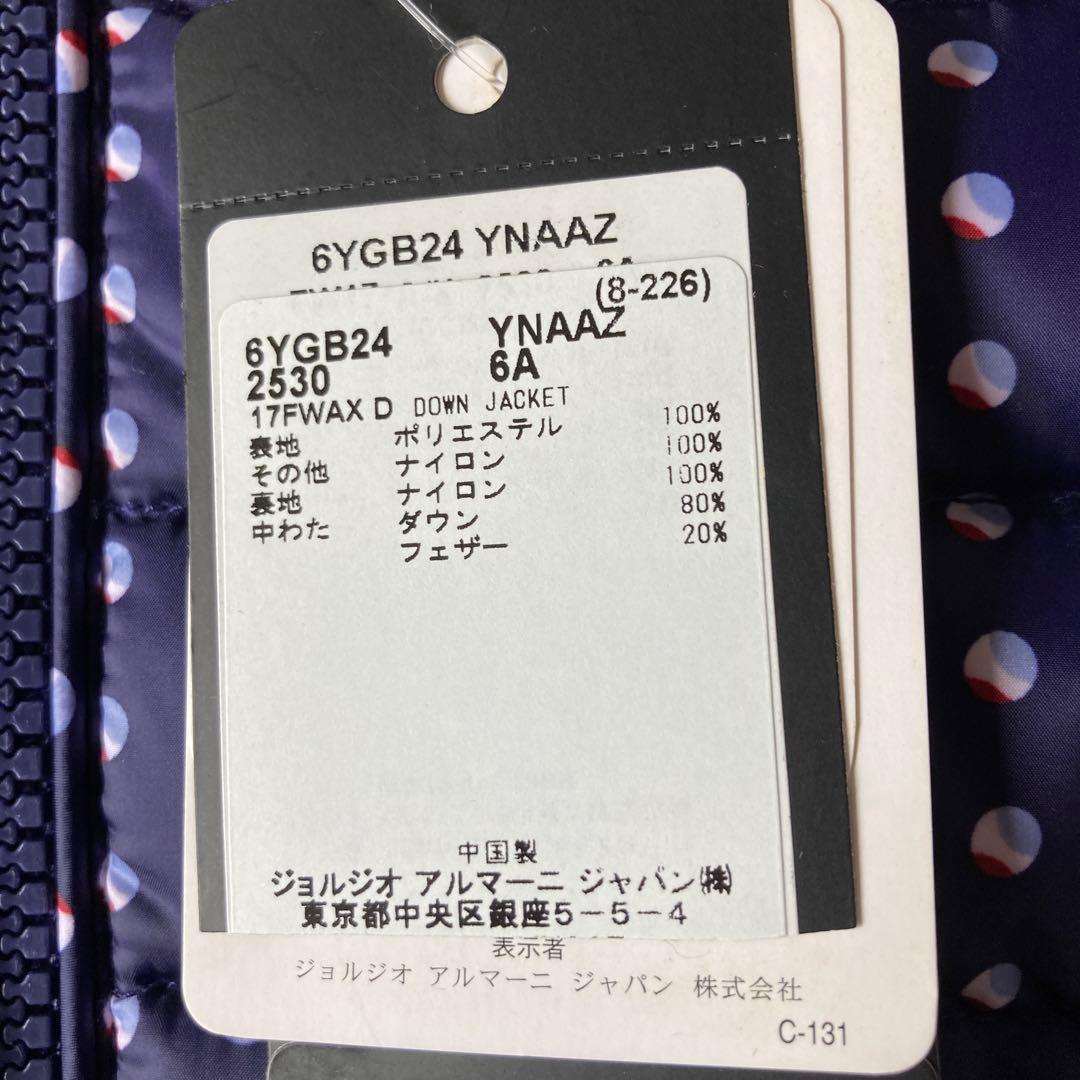 6YGB24 YNAAZ
(8-226)
6YGB24 YNAAZ
2530 6A
17FWAX D DOWN JACKET
表地 ポリエステル 100%
その他 ナイロン 100%
裏地 ナイロン 100%
中わた ダウン 80%
フェザー 20%
中国製
ジョルジオ アルマーニ ジャパン㈱
東京都中央区銀座5-5-4
表示者
ジョルジオ アルマーニ ジャパン 株式会社
C-131